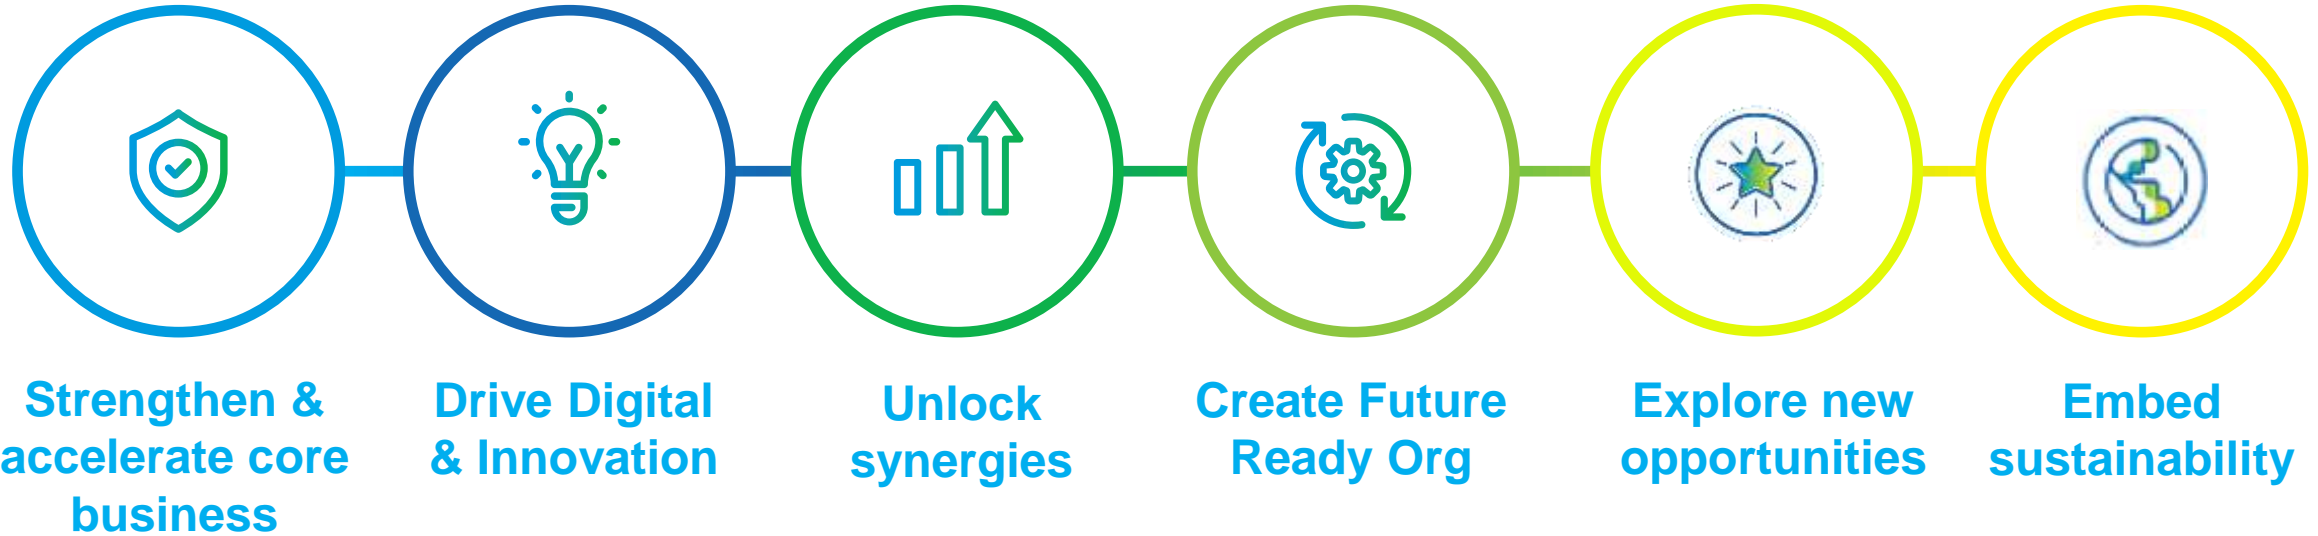 Strengthen &
accelerate core
business
Drive Digital
& Innovation
Unlock
synergies
Create Future
Ready Org
Explore new
opportunities
Embed
sustainability